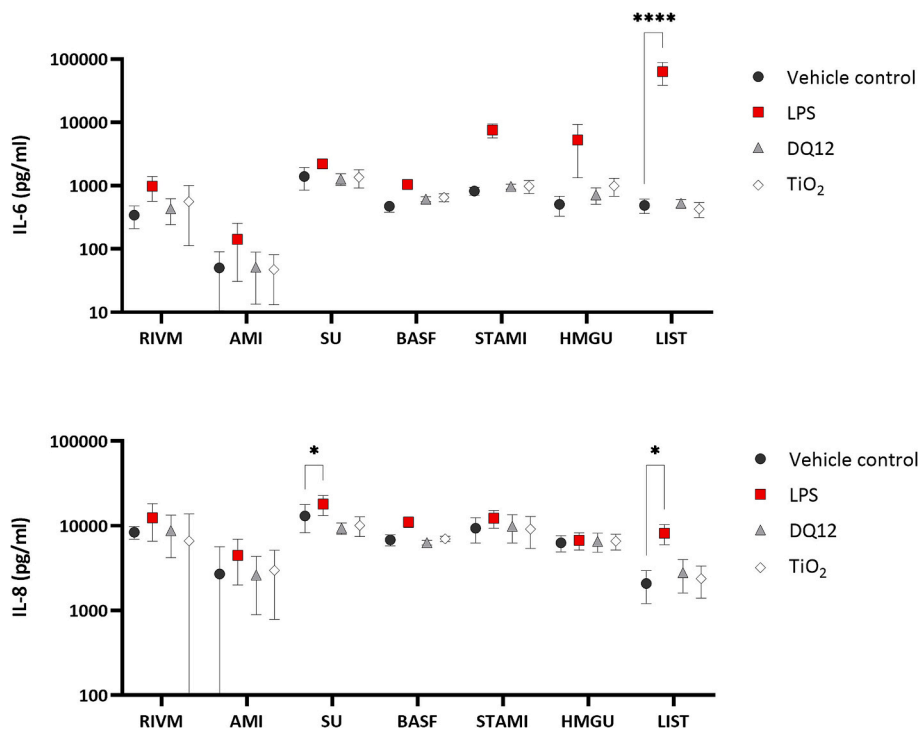 ****
IL-6 (pg/ml)
100000
10000
1000
100
10
RIVM AMI SU BASF STAMI HMGU LIST
Vehicle control
LPS
DQ12
TiO₂
* *
IL-8 (pg/ml)
100000
10000
1000
100
RIVM AMI SU BASF STAMI HMGU LIST
Vehicle control
LPS
DQ12
TiO₂